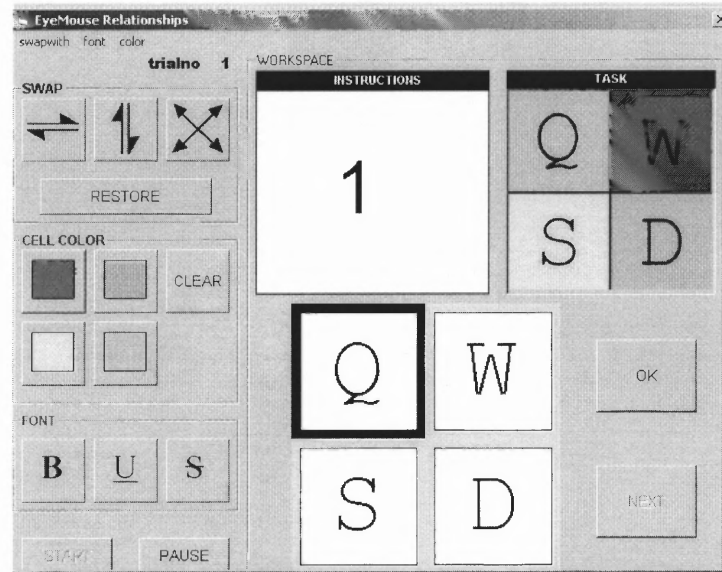 EyeMouse Relationships
swapwith font color
trialno 1
SWAP
RESTORE
CELL COLOR
CLEAR
FONT
B U S
START PAUSE
WORKSPACE
INSTRUCTIONS
1
TASK
Q W
S D
Q W
S D
OK
NEXT